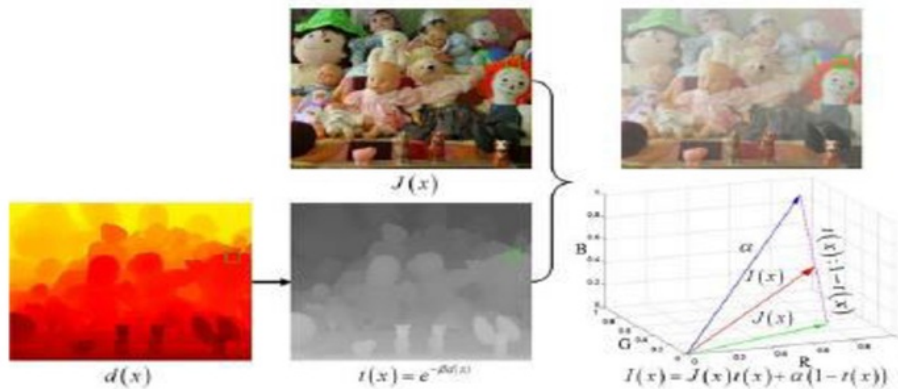 J(x)
B
α
I(x)
J(x)
t(x):1-t(x)
G
R
d(x)
t(x) = e^{-βd(x)}
I(x) = J(x)t(x) + α(1-t(x))